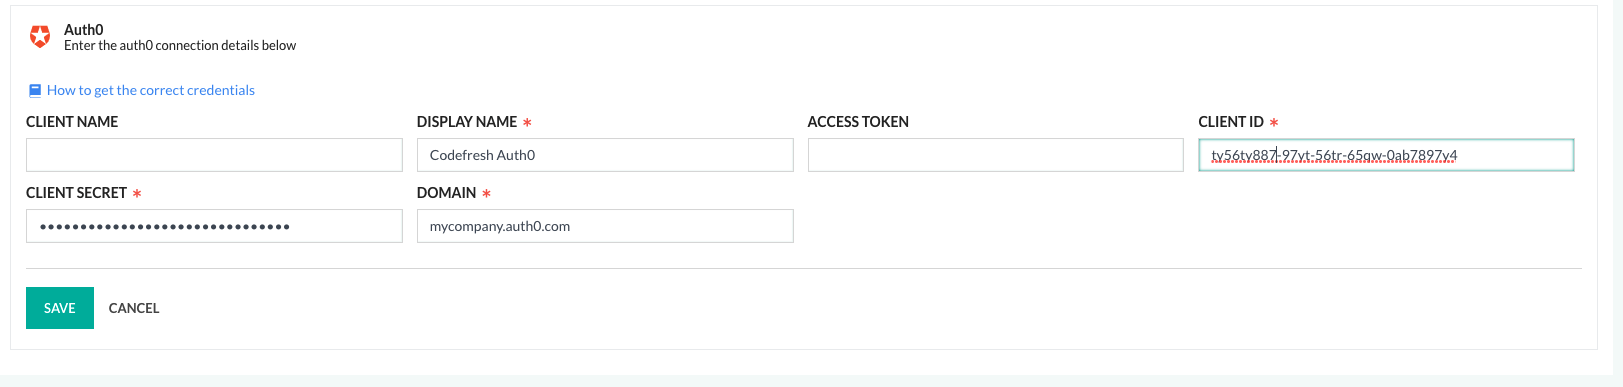 Auth0
Enter the auth0 connection details below
How to get the correct credentials
CLIENT NAME DISPLAY NAME * ACCESS TOKEN CLIENT ID *
Codefresh Auth0 ty56ty887-97yt-56tr-65qw-0ab7897y4
CLIENT SECRET * DOMAIN *
••••••••••••••••••••••••••••••• mycompany.auth0.com
SAVE CANCEL